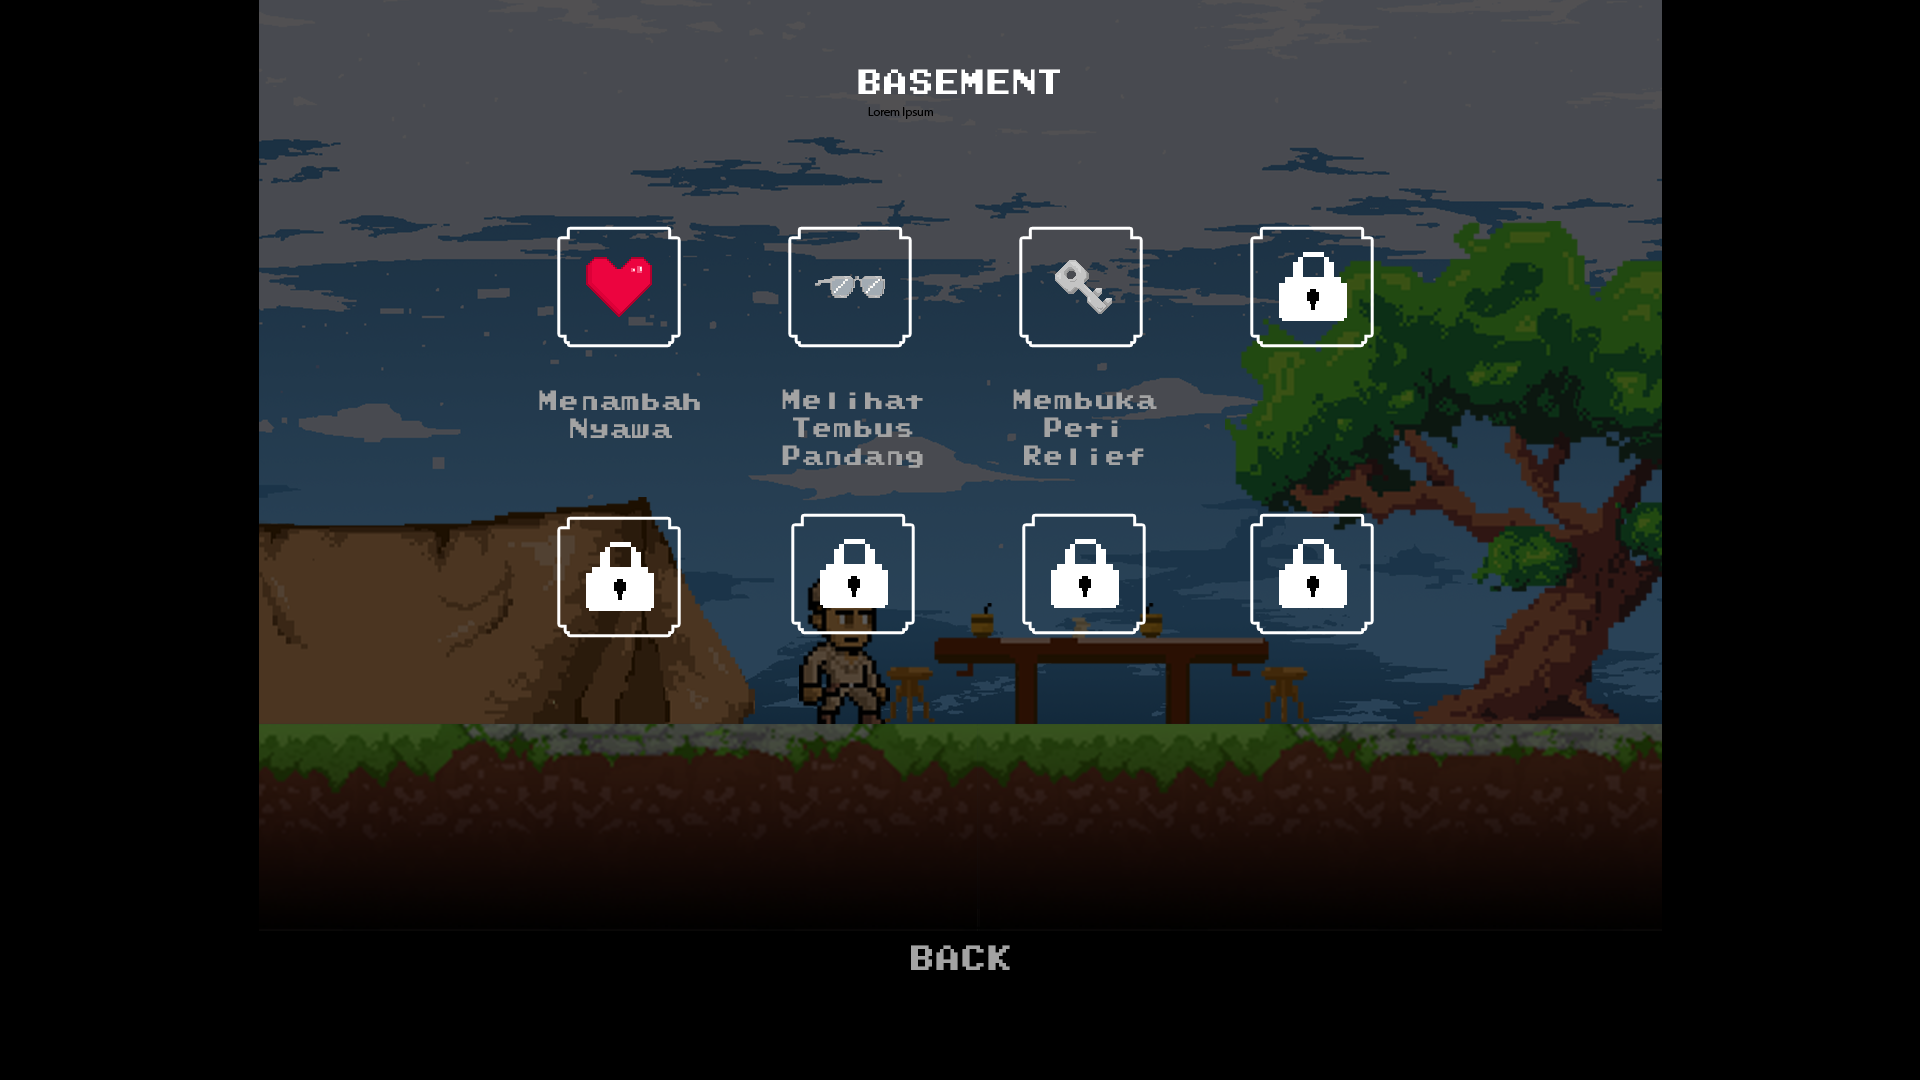 BASEMENT
Lorem Ipsum
Menambah
Nyawa
Melihat
Tembus
Pandang
Membuka
Peti
Relief
BACK